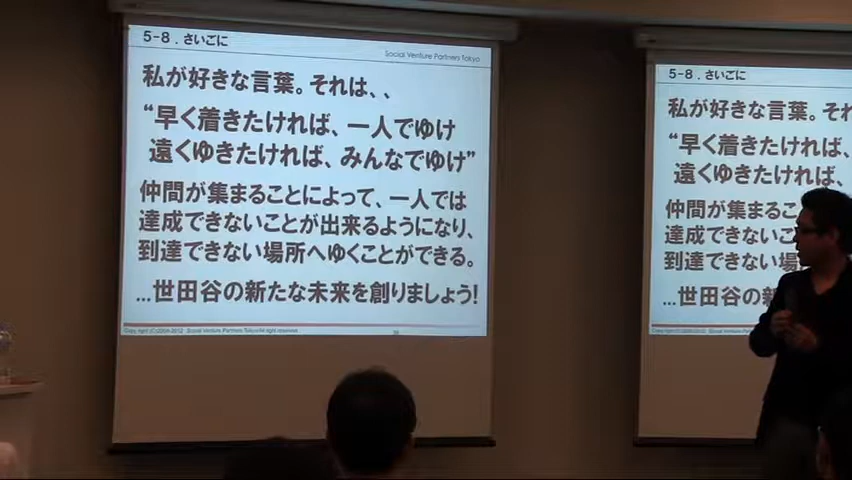 5-8．さいごに
Social Venture Partners Tokyo
私が好きな言葉。それは、、
“早く着きたければ、一人でゆけ
遠くゆきたければ、みんなでゆけ”
仲間が集まることによって、一人では
達成できないことが出来るようになり、
到達できない場所へゆくことができる。
...世田谷の新たな未来を創りましょう!
5-8．さいごに
私が好きな言葉。それ
“早く着きたければ、
遠くゆきたければ、
仲間が集まるこ
達成できないこ
到達できない場
...世田谷の新